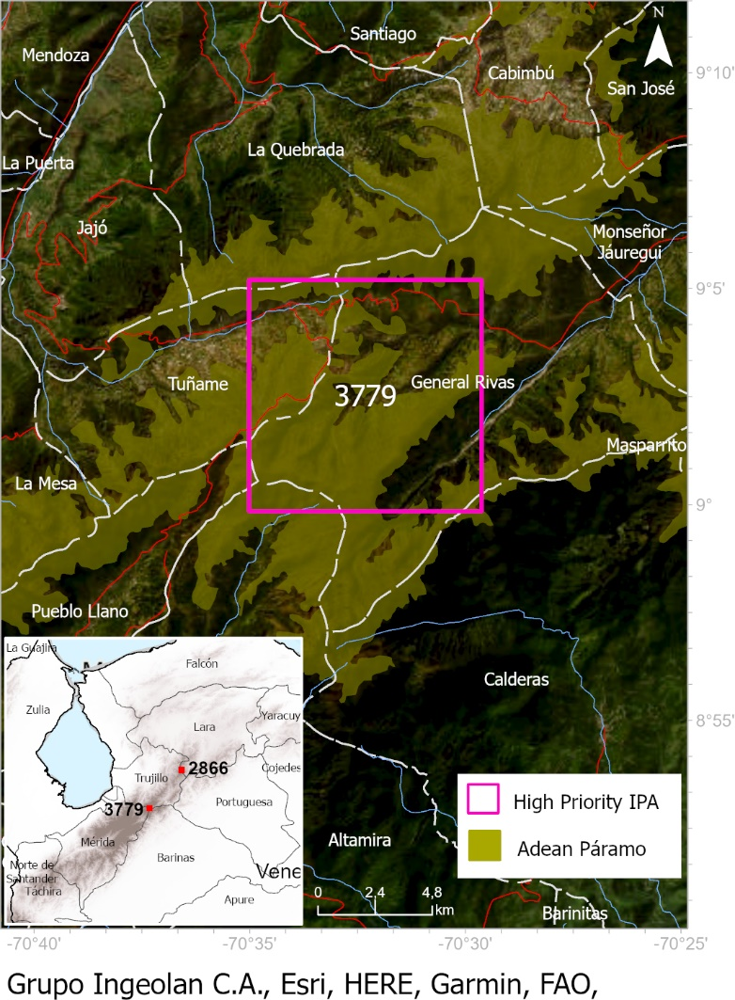 Santiago
N
Mendoza
Cabimbú
9°10'
San José
La Quebrada
La Puerta
Jajó
Monseñor
Jáuregui
9°5'
Tuñame
General Rivas
3779
Masparrito
La Mesa
9°
Pueblo Llano
La Guajira
Falcón
Calderas
Zulia
Yaracuy
8°55'
Lara
2866
Cojedes
Trujillo
3779
Portuguesa
High Priority IPA
Mérida
Altamira
Adean Páramo
Barinas
Norte de
Santander
Táchira
Vene
Apure
0 2,4 4,8
km
Barinitas
-70°40' -70°35' -70°30' -70°25'
Grupo Ingeolan C.A., Esri, HERE, Garmin, FAO,